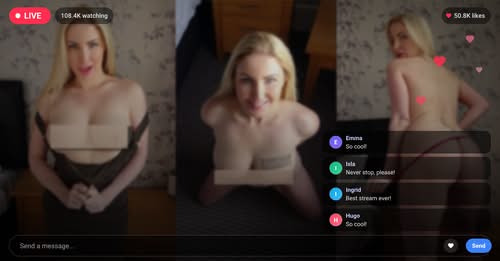 LIVE
108.4K watching
50.8K likes
E
Emma
So cool!
I
Isla
Never stop, please!
I
Ingrid
Best stream ever!
H
Hugo
So cool!
Send a message...
Send